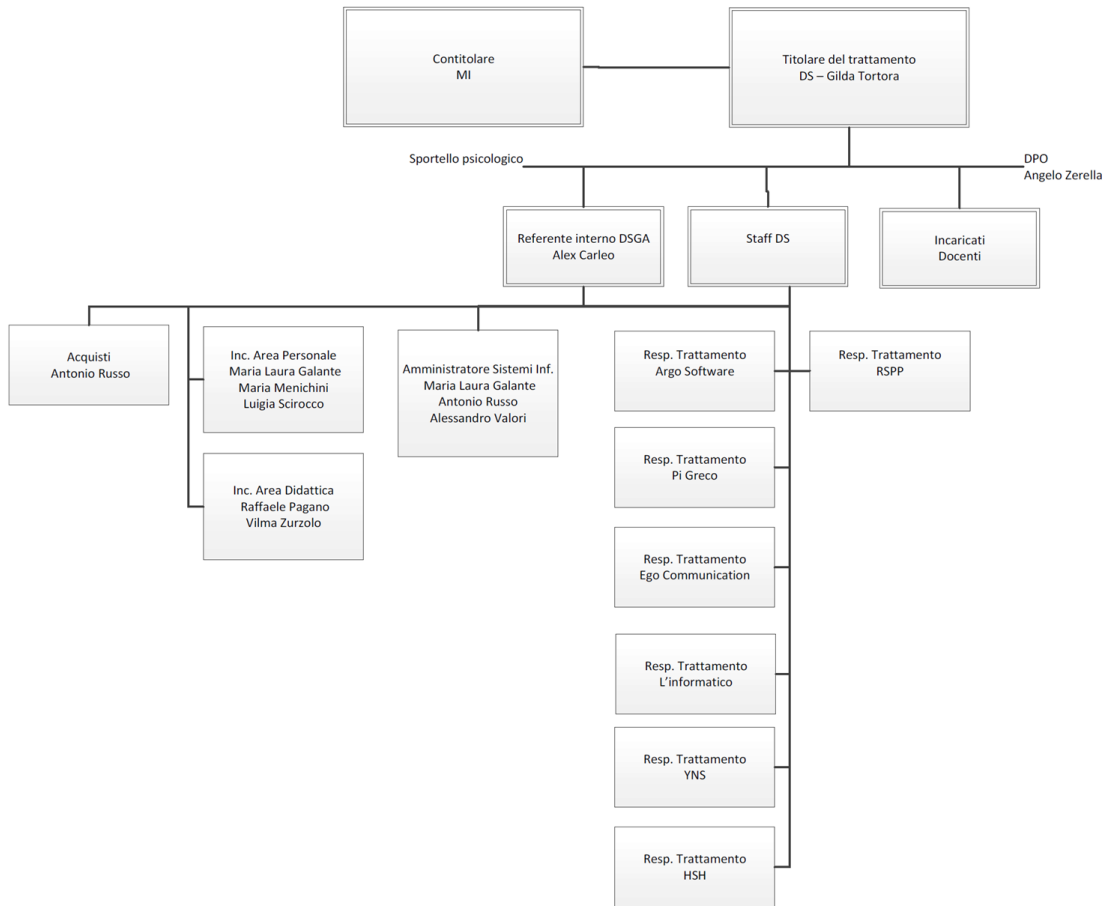 Contitolare
MI
Titolare del trattamento
DS – Gilda Tortora
Sportello psicologico
DPO
Angelo Zerella
Referente interno DSGA
Alex Carleo
Staff DS
Incaricati
Docenti
Acquisti
Antonio Russo
Inc. Area Personale
Maria Laura Galante
Maria Menichini
Luigia Scirocco
Amministratore Sistemi Inf.
Maria Laura Galante
Antonio Russo
Alessandro Valori
Resp. Trattamento
Argo Software
Resp. Trattamento
RSPP
Inc. Area Didattica
Raffaele Pagano
Vilma Zurzolo
Resp. Trattamento
Pi Greco
Resp. Trattamento
Ego Communication
Resp. Trattamento
L’informatico
Resp. Trattamento
YNS
Resp. Trattamento
HSH